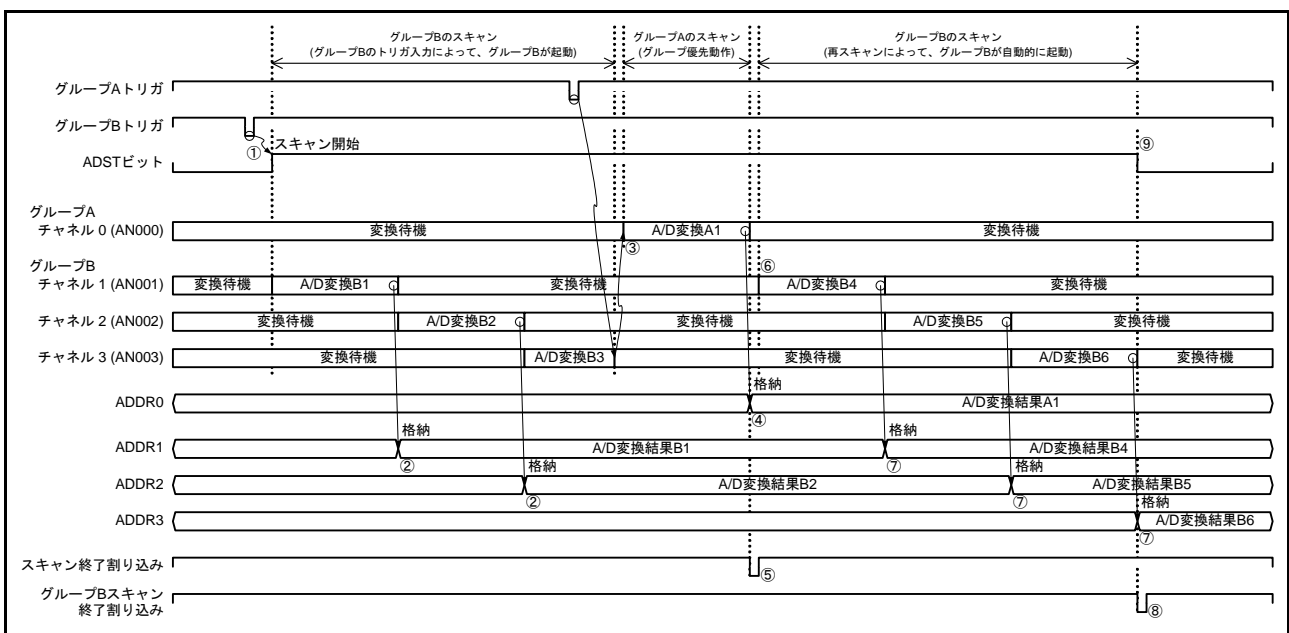 グループBのスキャン
(グループBのトリガ入力によって、グループBが起動)
グループAのスキャン
(グループ優先動作)
グループBのスキャン
(再スキャンによって、グループBが自動的に起動)
グループAトリガ
グループBトリガ
① スキャン開始 ⑨
ADSTビット
グループA
チャネル 0 (AN000) 変換待機 A/D変換A1 変換待機
③
グループB ⑥
チャネル 1 (AN001) 変換待機 A/D変換B1 変換待機 A/D変換B4 変換待機
チャネル 2 (AN002) 変換待機 A/D変換B2 変換待機 A/D変換B5 変換待機
チャネル 3 (AN003) 変換待機 A/D変換B3 変換待機 A/D変換B6 変換待機
格納
ADDR0 A/D変換結果A1
④
格納 格納
ADDR1 A/D変換結果B1 A/D変換結果B4
② ⑦
格納 格納
ADDR2 A/D変換結果B2 A/D変換結果B5
② ⑦
格納
ADDR3 A/D変換結果B6
⑦
スキャン終了割り込み
⑤
グループBスキャン
終了割り込み ⑧